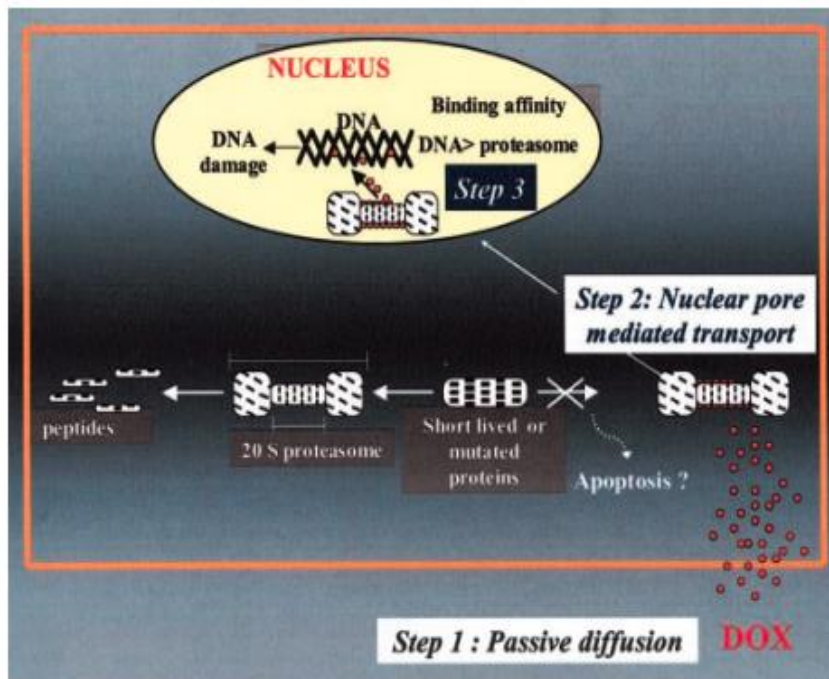 NUCLEUS
DNA
Binding affinity
DNA
damage
DNA> proteasome
Step 3
Step 2: Nuclear pore
mediated transport
peptides
20 S proteasome
Short lived or
mutated
proteins
Apoptosis ?
Step 1 : Passive diffusion
DOX